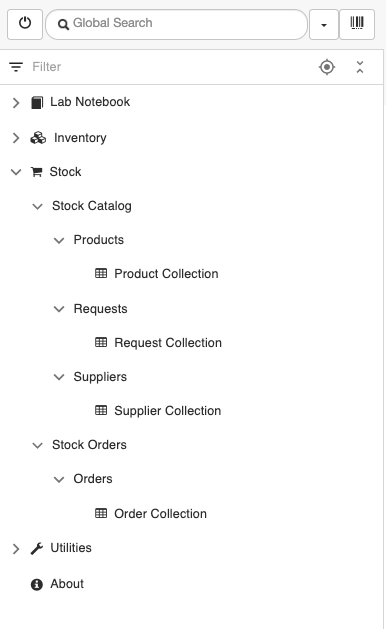 Global Search
Filter
Lab Notebook
Inventory
Stock
Stock Catalog
Products
Product Collection
Requests
Request Collection
Suppliers
Supplier Collection
Stock Orders
Orders
Order Collection
Utilities
About